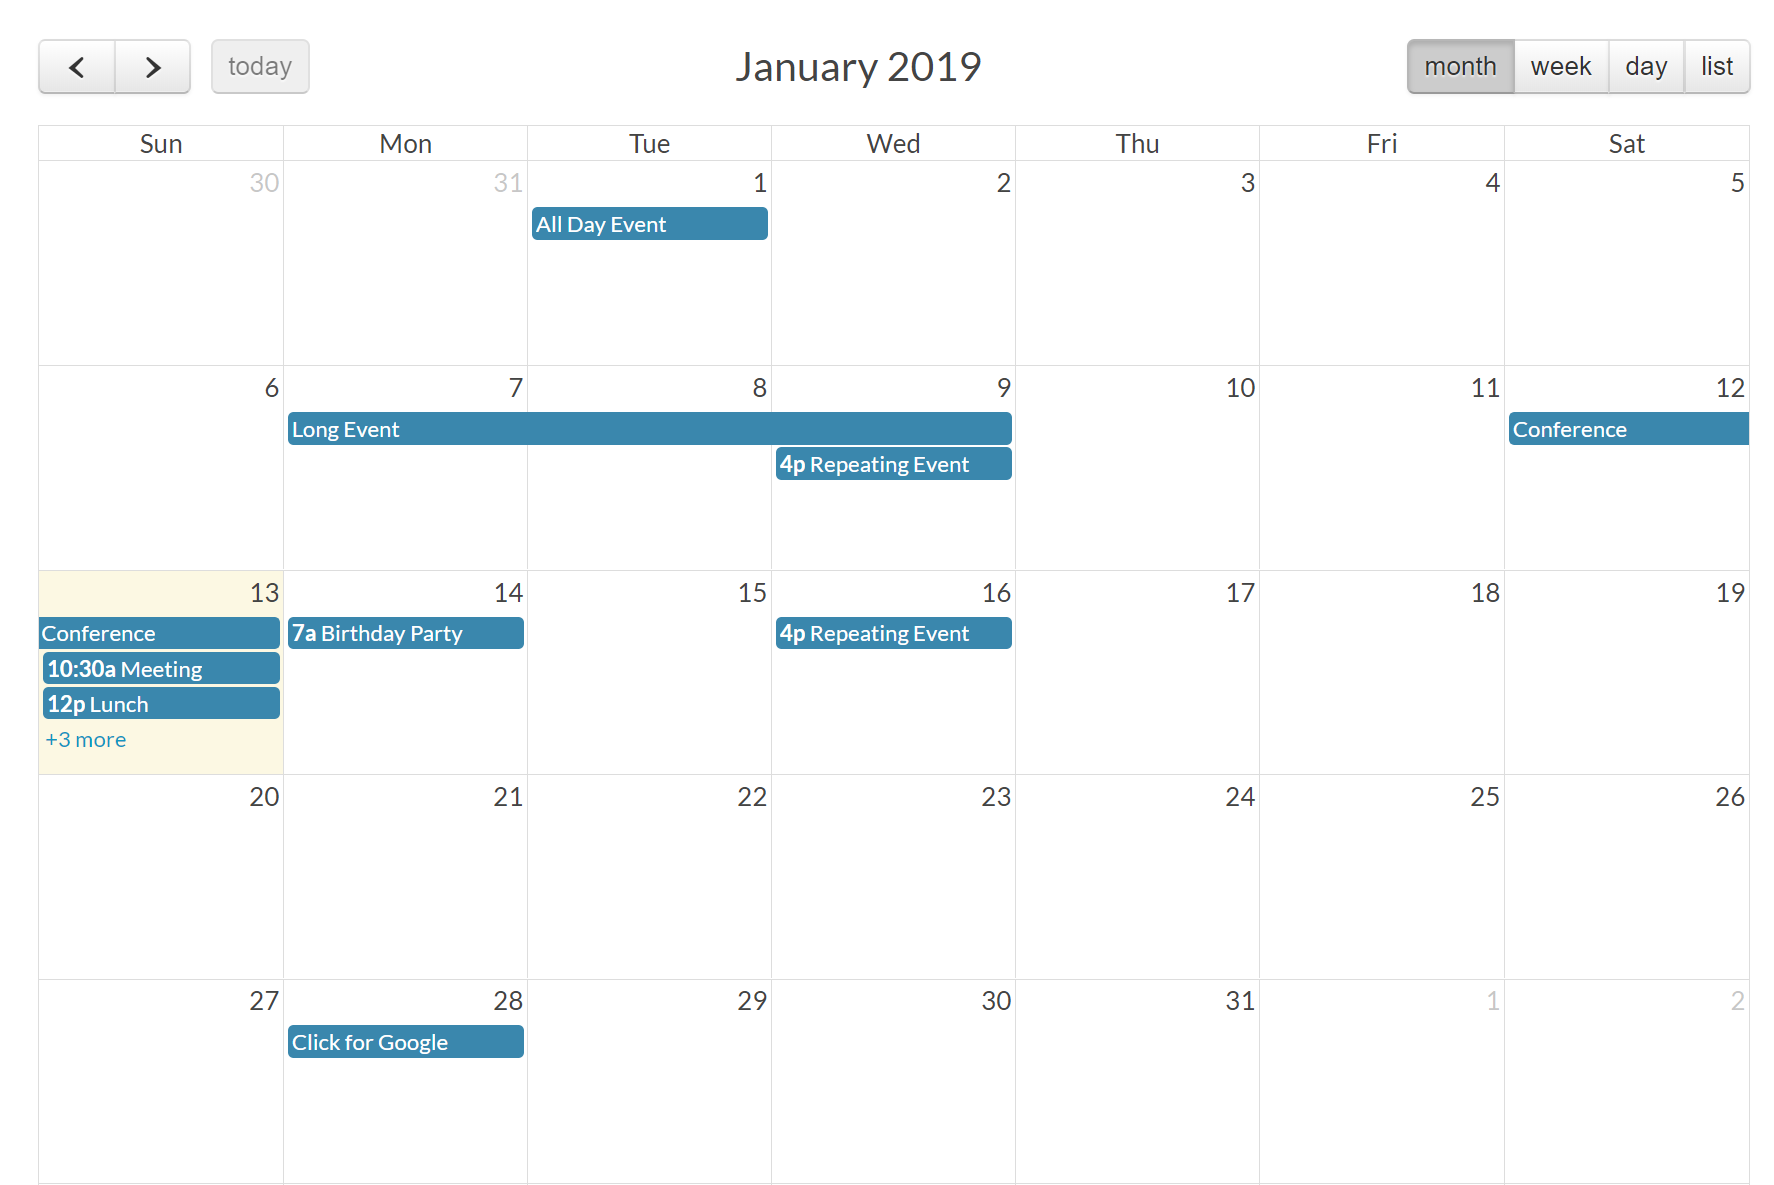 today
January 2019
month week day list
Sun Mon Tue Wed Thu Fri Sat
30 31 1 2 3 4 5
All Day Event
6 7 8 9 10 11 12
Long Event
Conference
4p Repeating Event
13 14 15 16 17 18 19
Conference
7a Birthday Party
4p Repeating Event
10:30a Meeting
12p Lunch
+3 more
20 21 22 23 24 25 26
27 28 29 30 31 1 2
Click for Google